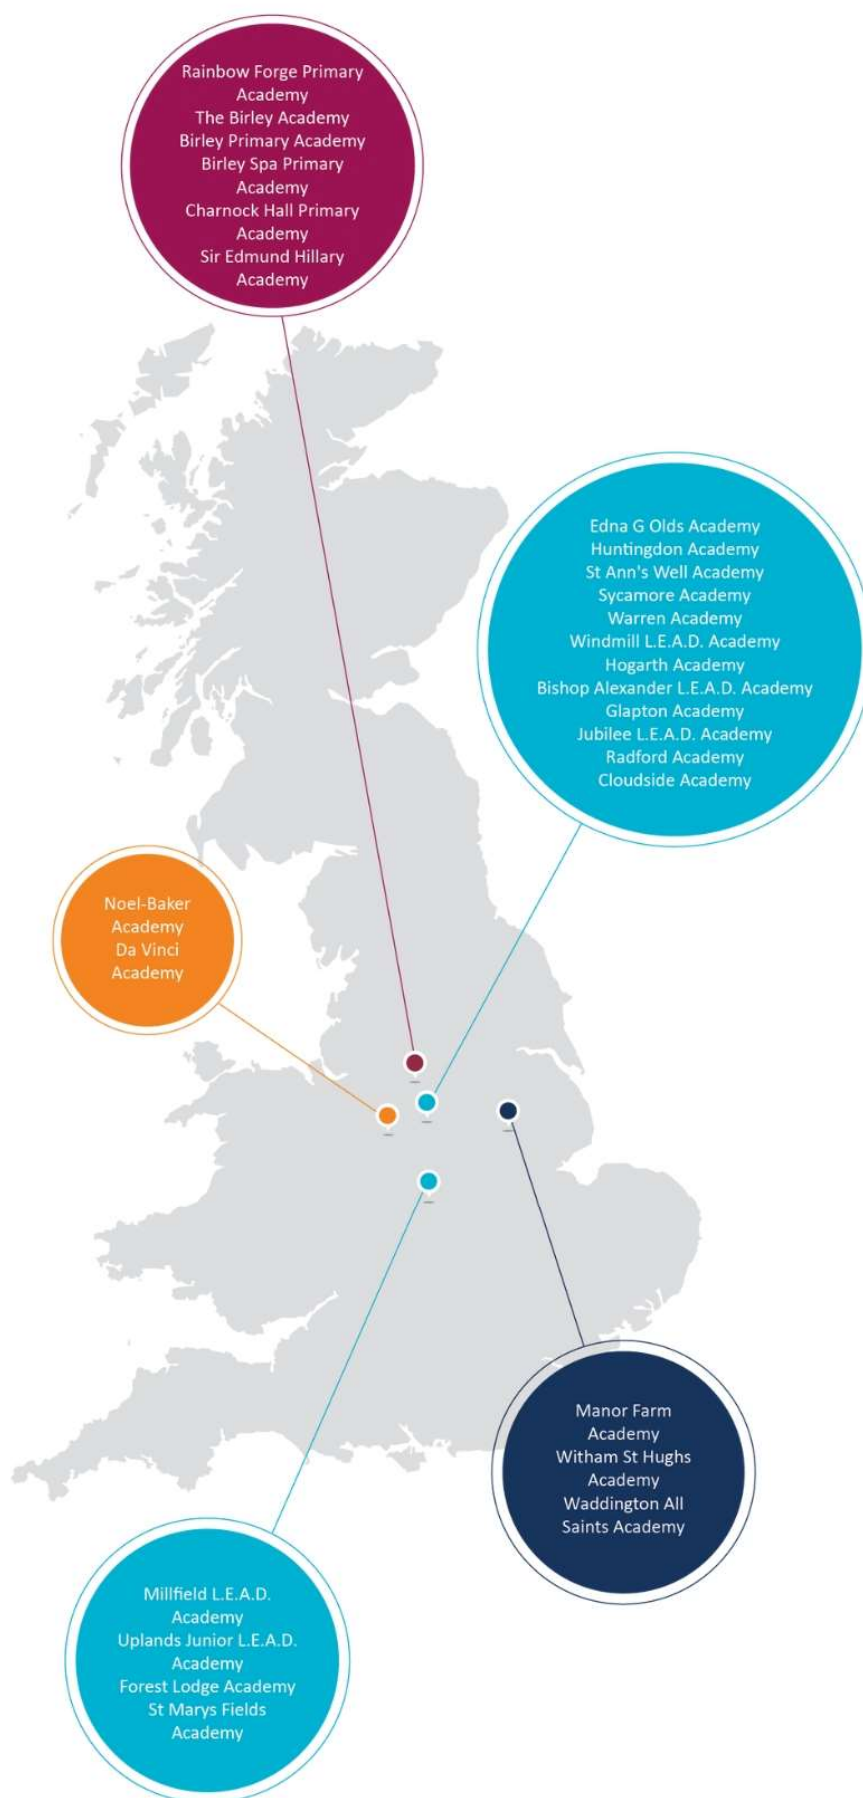 Rainbow Forge Primary
Academy
The Birley Academy
Birley Primary Academy
Birley Spa Primary
Academy
Charnock Hall Primary
Academy
Sir Edmund Hillary
Academy
Edna G Olds Academy
Huntingdon Academy
St Ann's Well Academy
Sycamore Academy
Warren Academy
Windmill L.E.A.D. Academy
Hogarth Academy
Bishop Alexander L.E.A.D. Academy
Glapton Academy
Jubilee L.E.A.D. Academy
Radford Academy
Cloudside Academy
Noel-Baker
Academy
Da Vinci
Academy
Manor Farm
Academy
Witham St Hughs
Academy
Waddington All
Saints Academy
Millfield L.E.A.D.
Academy
Uplands Junior L.E.A.D.
Academy
Forest Lodge Academy
St Marys Fields
Academy